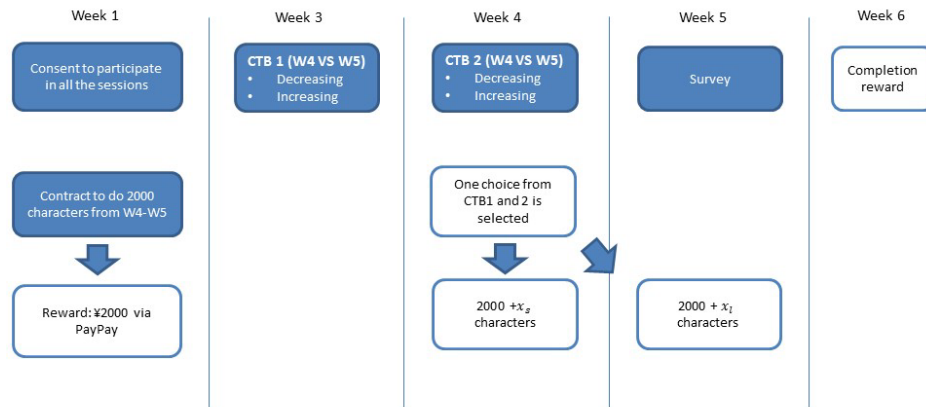 Week 1
Week 3
Week 4
Week 5
Week 6
Consent to participate
in all the sessions
CTB 1 (W4 VS W5)
• Decreasing
• Increasing
CTB 2 (W4 VS W5)
• Decreasing
• Increasing
Survey
Completion
reward
Contract to do 2000
characters from W4-W5
One choice from
CTB1 and 2 is
selected
Reward: ¥2000 via
PayPay
2000 +xₛ
characters
2000 + xₗ
characters